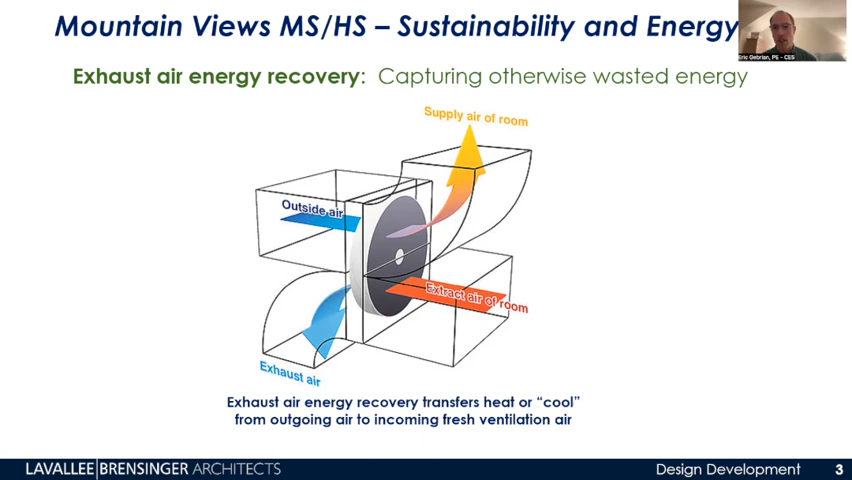 Mountain Views MS/HS – Sustainability and Energy
Eric Gebrian, PE - CES
Exhaust air energy recovery: Capturing otherwise wasted energy
Supply air of room
Outside air
Extract air of room
Exhaust air
Exhaust air energy recovery transfers heat or “cool”
from outgoing air to incoming fresh ventilation air
LAVALLEE|BRENSINGER ARCHITECTS
Design Development 3